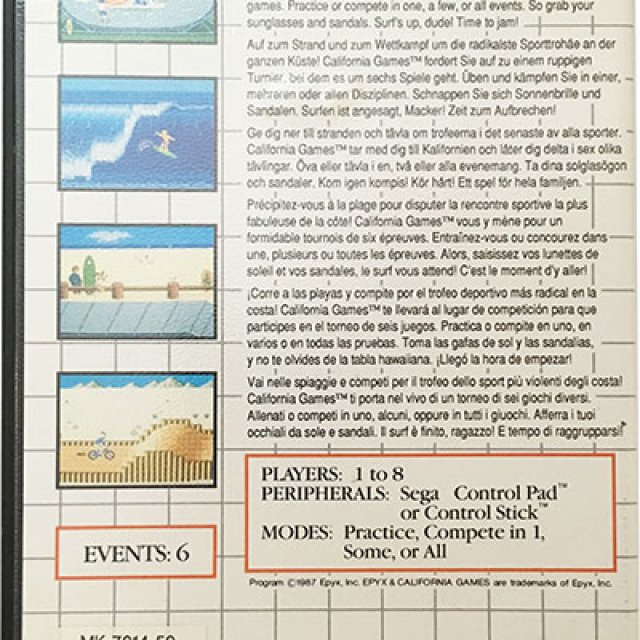 games. Practice or compete in one, a few, or all events. So grab your
sunglasses and sandals. Surf's up, dude! Time to jam!
Auf zum Strand und zum Wettkampf um die radikalste Sporttrohäe an der
ganzen Küste! California Games™ fordert Sie auf zu einem ruppigen
Turnier, bei dem es um sechs Spiele geht. Üben und kämpfen Sie in einer,
mehreren oder allen Disziplinen. Schnappen Sie sich Sonnenbrille und
Sandalen. Surfen ist angesagt, Macker! Zeit zum Aufbrechen!
Ge dig ner till stranden och tävla om trofeerna i det senaste av alla sporter.
California Games™ tar med dig till Kalifornien och låter dig delta i sex olika
tävlingar. Öva eller tävla i en, två eller alla evenemang. Ta dina solglasögon
och sandaler. Kom igen kompis! Kör hårt! Ett spel för hela familjen.
Précipitez-vous à la plage pour disputer la rencontre sportive la plus
fabuleuse de la côte! California Games™ vous y mène pour un
formidable tournois de six épreuves. Entraînez-vous ou concourez dans
une, plusieurs ou toutes les épreuves. Alors, saisissez vos lunettes de
soleil et vos sandales, le surf vous attend! C'est le moment d'y aller!
¡Corre a las playas y compite por el trofeo deportivo más radical en la
costa! California Games™ te llevará al lugar de competición para que
participes en el torneo de seis juegos. Practica o compite en uno, en
varios o en todas las pruebas. Toma las gafas de sol y las sandalias,
y no te olvides de la tabla hawaiana. ¡Llegó la hora de empezar!
Vai nelle spiaggie e competi per il trofeo dello sport più violenti degli costa!
California Games™ ti porta nel vivo di un torneo di sei giochi diversi.
Allenati o competi in uno, alcuni, oppure in tutti i giuochi. Afferra i tuoi
occhiali da sole e sandali. Il surf è finito, ragazzo! E tempo di raggrupparsi!
PLAYERS: 1 to 8
PERIPHERALS: Sega Control Pad™
or Control Stick™
MODES: Practice, Compete in 1,
Some, or All
EVENTS: 6
Program ©1987 Epyx, Inc. EPYX & CALIFORNIA GAMES are trademarks of Epyx, Inc.